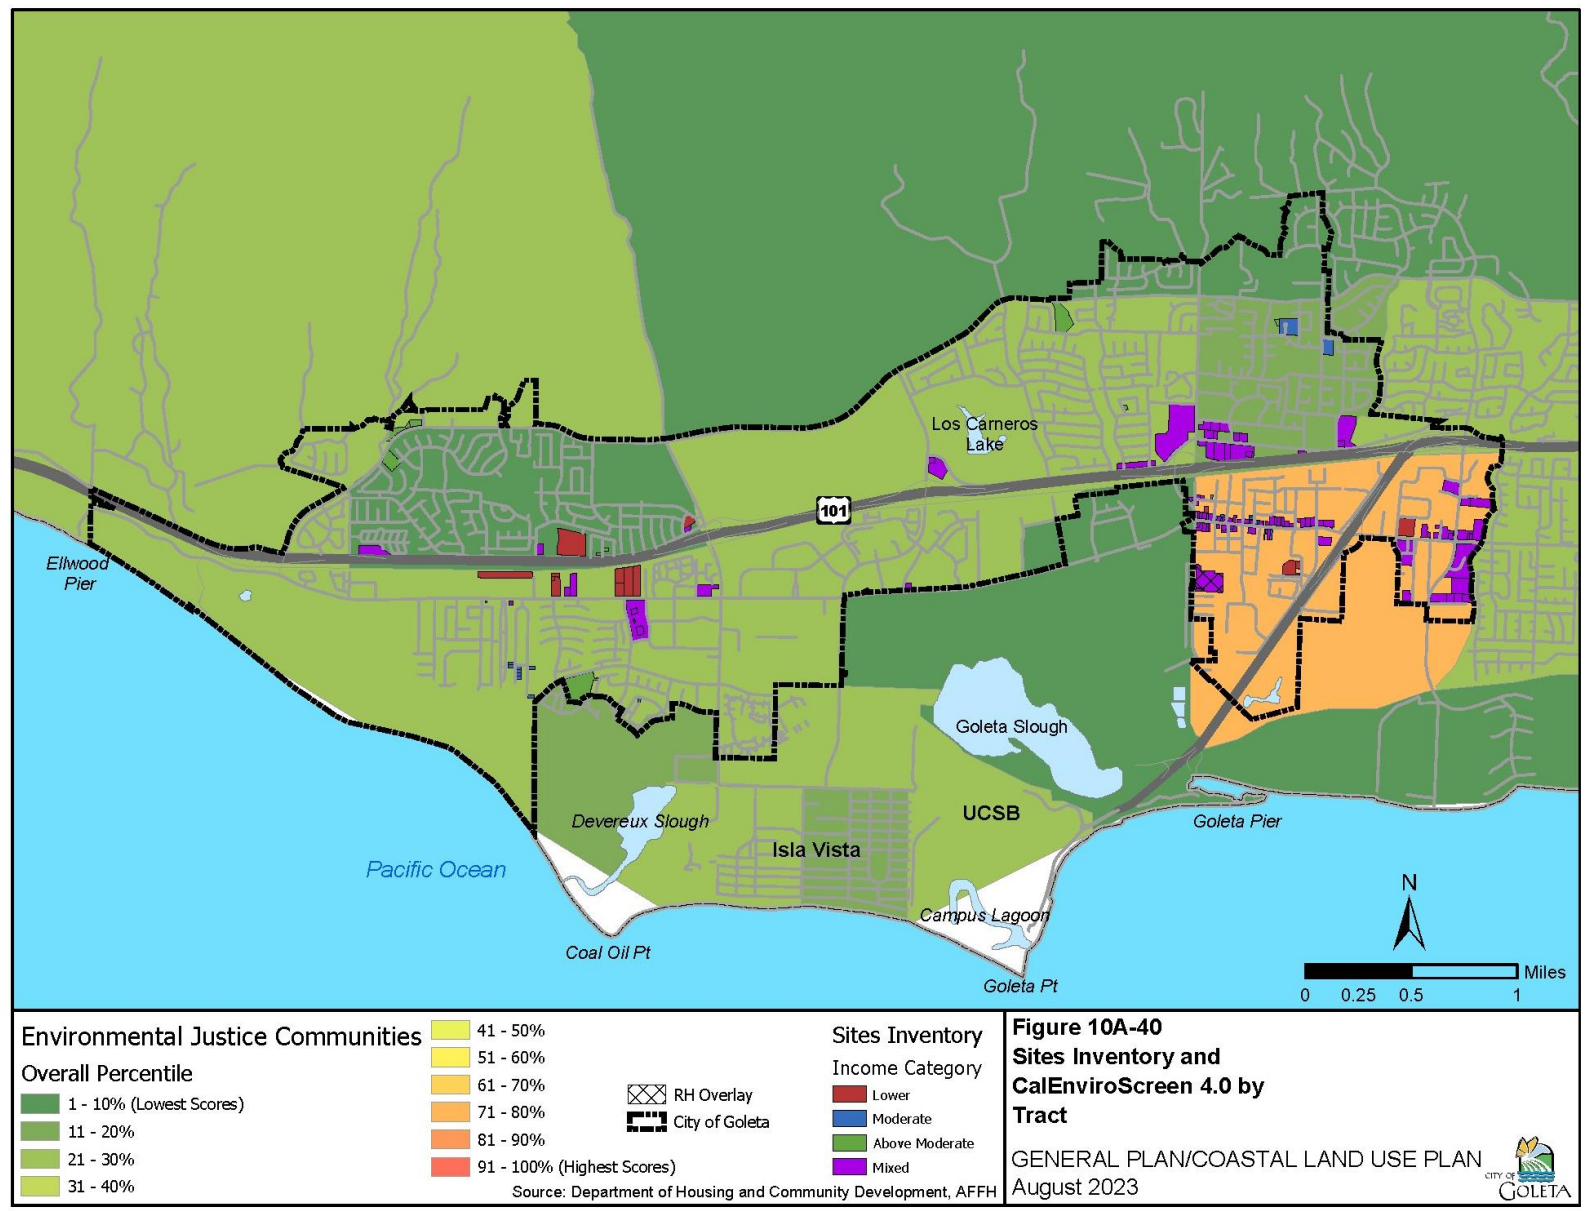 Los Carneros
Lake
101
Ellwood
Pier
Goleta Slough
UCSB
Devereux Slough
Goleta Pier
Isla Vista
Pacific Ocean
Campus Lagoon
Coal Oil Pt
Goleta Pt
N
Miles
0 0.25 0.5 1
Environmental Justice Communities
Overall Percentile
1 - 10% (Lowest Scores)
11 - 20%
21 - 30%
31 - 40%
41 - 50%
51 - 60%
61 - 70%
71 - 80%
81 - 90%
91 - 100% (Highest Scores)
RH Overlay
City of Goleta
Sites Inventory
Income Category
Lower
Moderate
Above Moderate
Mixed
Source: Department of Housing and Community Development, AFFH
Figure 10A-40
Sites Inventory and
CalEnviroScreen 4.0 by
Tract
GENERAL PLAN/COASTAL LAND USE PLAN
August 2023
CITY OF
GOLETA